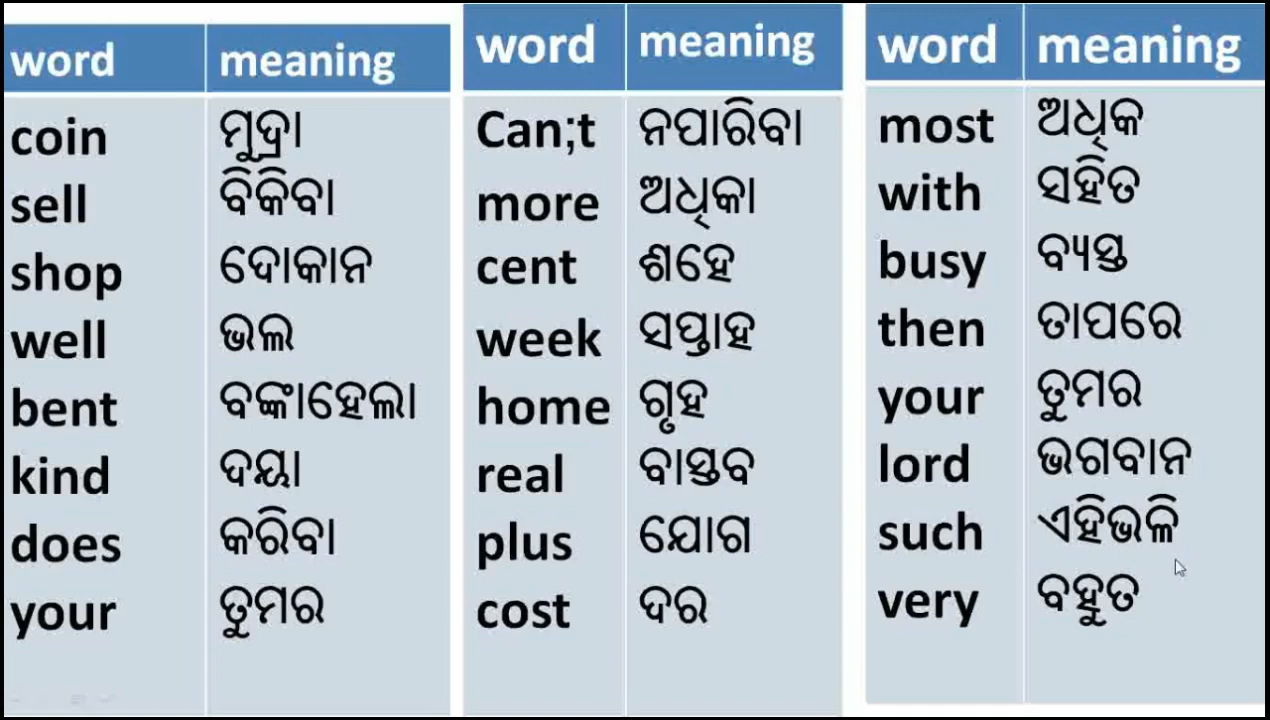 word meaning
coin ମୁଦ୍ରା
sell ବିକିବା
shop ଦୋକାନ
well ଭଲ
bent ବଙ୍କାହେଲା
kind ଦୟା
does କରିବା
your ତୁମର
word meaning
Can;t ନପାରିବା
more ଅଧିକା
cent ଶହେ
week ସପ୍ତାହ
home ଗୃହ
real ବାସ୍ତବ
plus ଯୋଗ
cost ଦର
word meaning
most ଅଧିକ
with ସହିତ
busy ବ୍ୟସ୍ତ
then ତାପରେ
your ତୁମର
lord ଭଗବାନ
such ଏହିଭଳି
very ବହୁତ